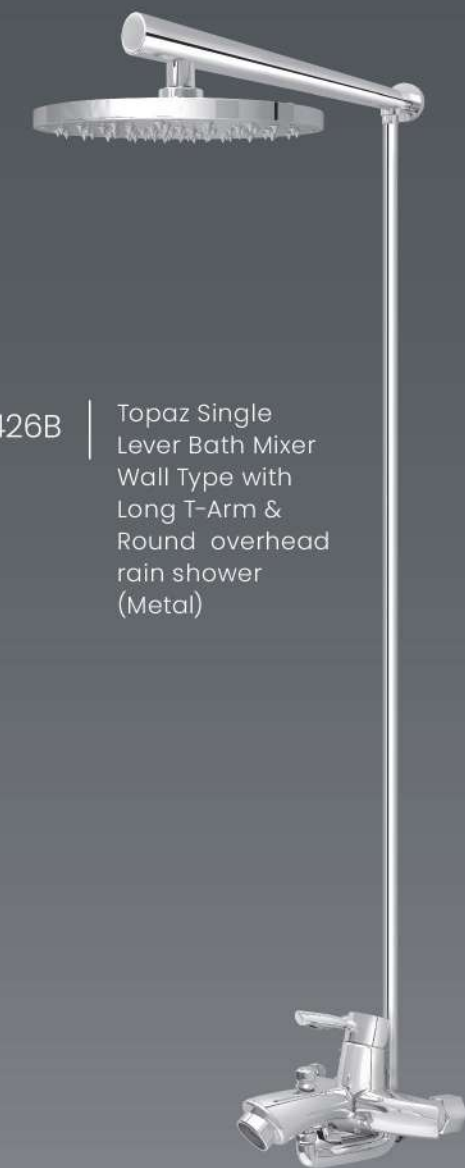 426B
Topaz Single
Lever Bath Mixer
Wall Type with
Long T-Arm &
Round overhead
rain shower
(Metal)